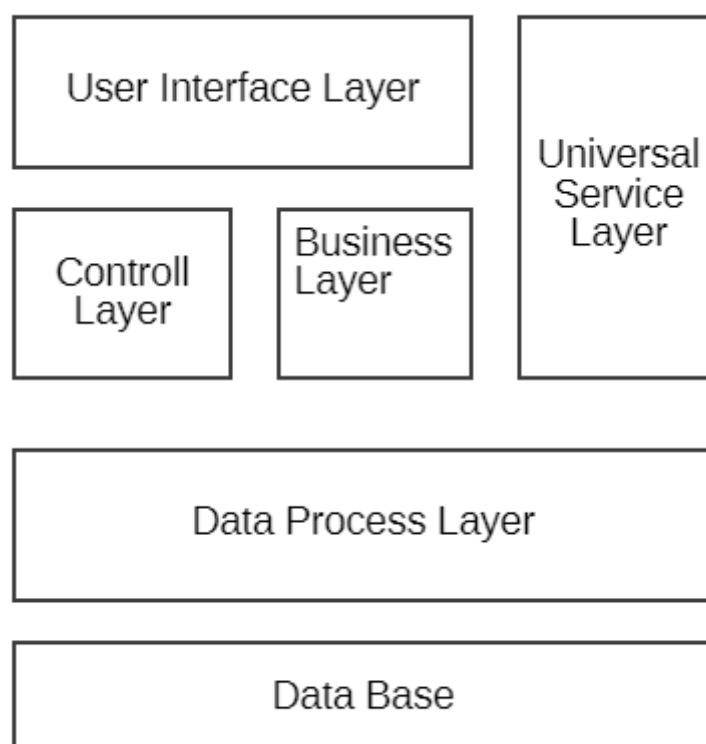 User Interface Layer
Universal
Service
Layer
Controll
Layer
Business
Layer
Data Process Layer
Data Base